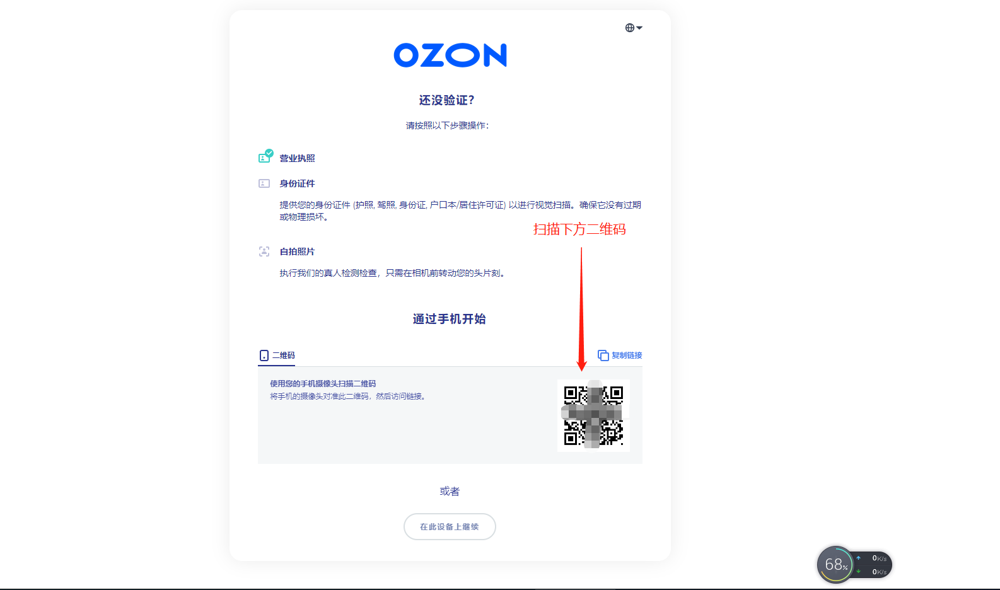 OZON
还没验证？
请按照以下步骤操作：
营业执照
身份证件
提供您的身份证件 (护照, 驾照, 身份证, 户口本/居住许可证) 以进行视觉扫描。确保它没有过期
或物理损坏。
扫描下方二维码
自拍照片
执行我们的真人检测检查，只需在相机前转动您的头片刻。
通过手机开始
二维码
复制链接
使用您的手机摄像头扫描二维码
将手机的摄像头对准此二维码，然后访问链接。
或者
在此设备上继续
68%
0K/s
0K/s